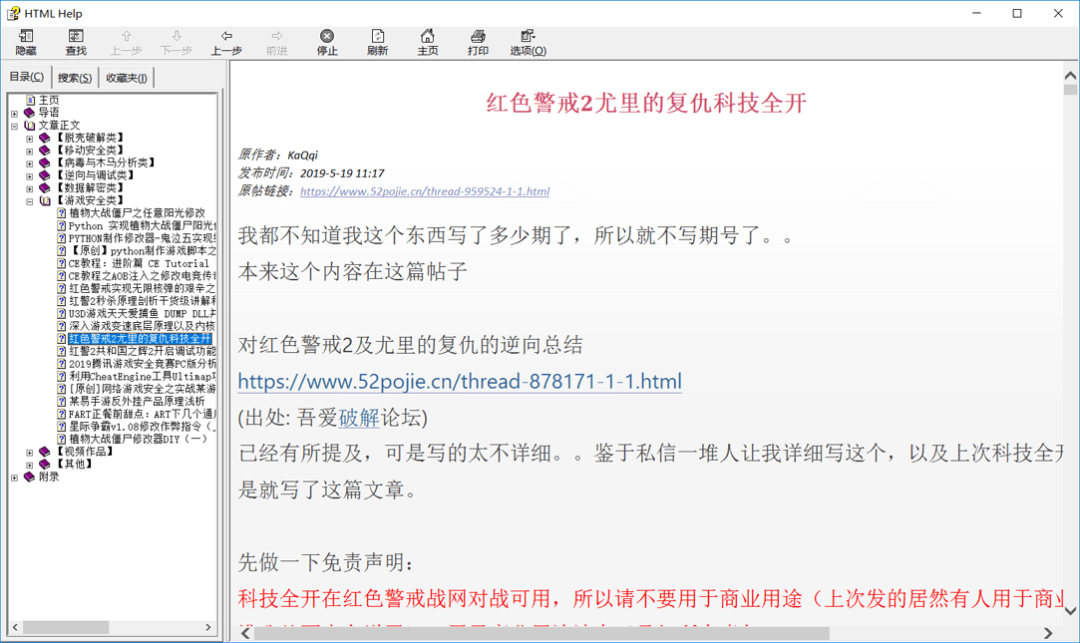 HTML Help
隐藏 查找 上一步 下一步 上一步 前进 停止 刷新 主页 打印 选项(O)
目录(C) 搜索(S) 收藏夹(I)
主页
导语
文章正文
【脱壳破解类】
【移动安全类】
【病毒与木马分析类】
【逆向与调试类】
【数据解密类】
【游戏安全类】
植物大战僵尸之任意阳光修改
Python 实现植物大战僵尸阳光
PYTHON制作修改器-鬼泣五实现
【原创】python制作游戏脚本之
CE教程：进阶篇 CE Tutorial
CE教程之AOB注入之修改电竞传
红色警戒实现无限核弹的艰辛之
红警2秒杀原理剖析干货级讲解
U3D游戏天天爱捕鱼 DUMP DLL
深入游戏变速底层原理以及内核
红色警戒2尤里的复仇科技全开
红警2共和国之辉2开启调试功能
2019腾讯游戏安全竞赛PC版分析
利用CheatEngine工具Ultimap
[原创]网络游戏安全之实战某游
某易手游反外挂产品原理浅析
FART正餐前甜点：ART下几个通
星际争霸v1.08修改作弊指令（
植物大战僵尸修改器DIY（一）
【视频作品】
【其他】
附录
红色警戒2尤里的复仇科技全开
原作者：KaQqi
发布时间：2019-5-19 11:17
原帖链接：https://www.52pojie.cn/thread-959524-1-1.html
我都不知道我这个东西写了多少期了，所以就不写期号了。。
本来这个内容在这篇帖子
对红色警戒2及尤里的复仇的逆向总结
https://www.52pojie.cn/thread-878171-1-1.html
(出处: 吾爱破解论坛)
已经有所提及，可是写的太不详细。。鉴于私信一堆人让我详细写这个，以及上次科技全开
是就写了这篇文章。
先做一下免责声明：
科技全开在红色警戒战网对战可用，所以请不要用于商业用途（上次发的居然有人用于商业